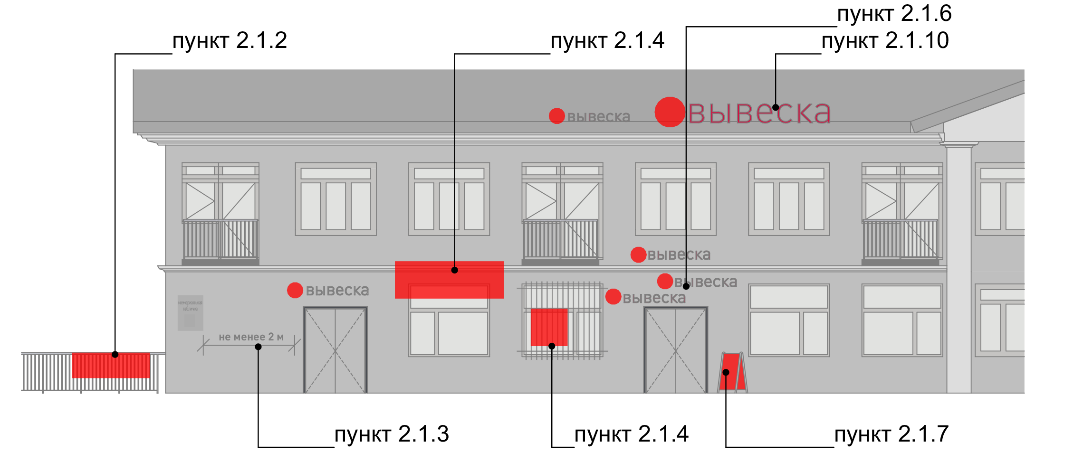 пункт 2.1.6
пункт 2.1.2
пункт 2.1.4
пункт 2.1.10
вывеска
вывеска
вывеска
вывеска
вывеска
вывеска
не менее 2 м
пункт 2.1.3
пункт 2.1.4
пункт 2.1.7